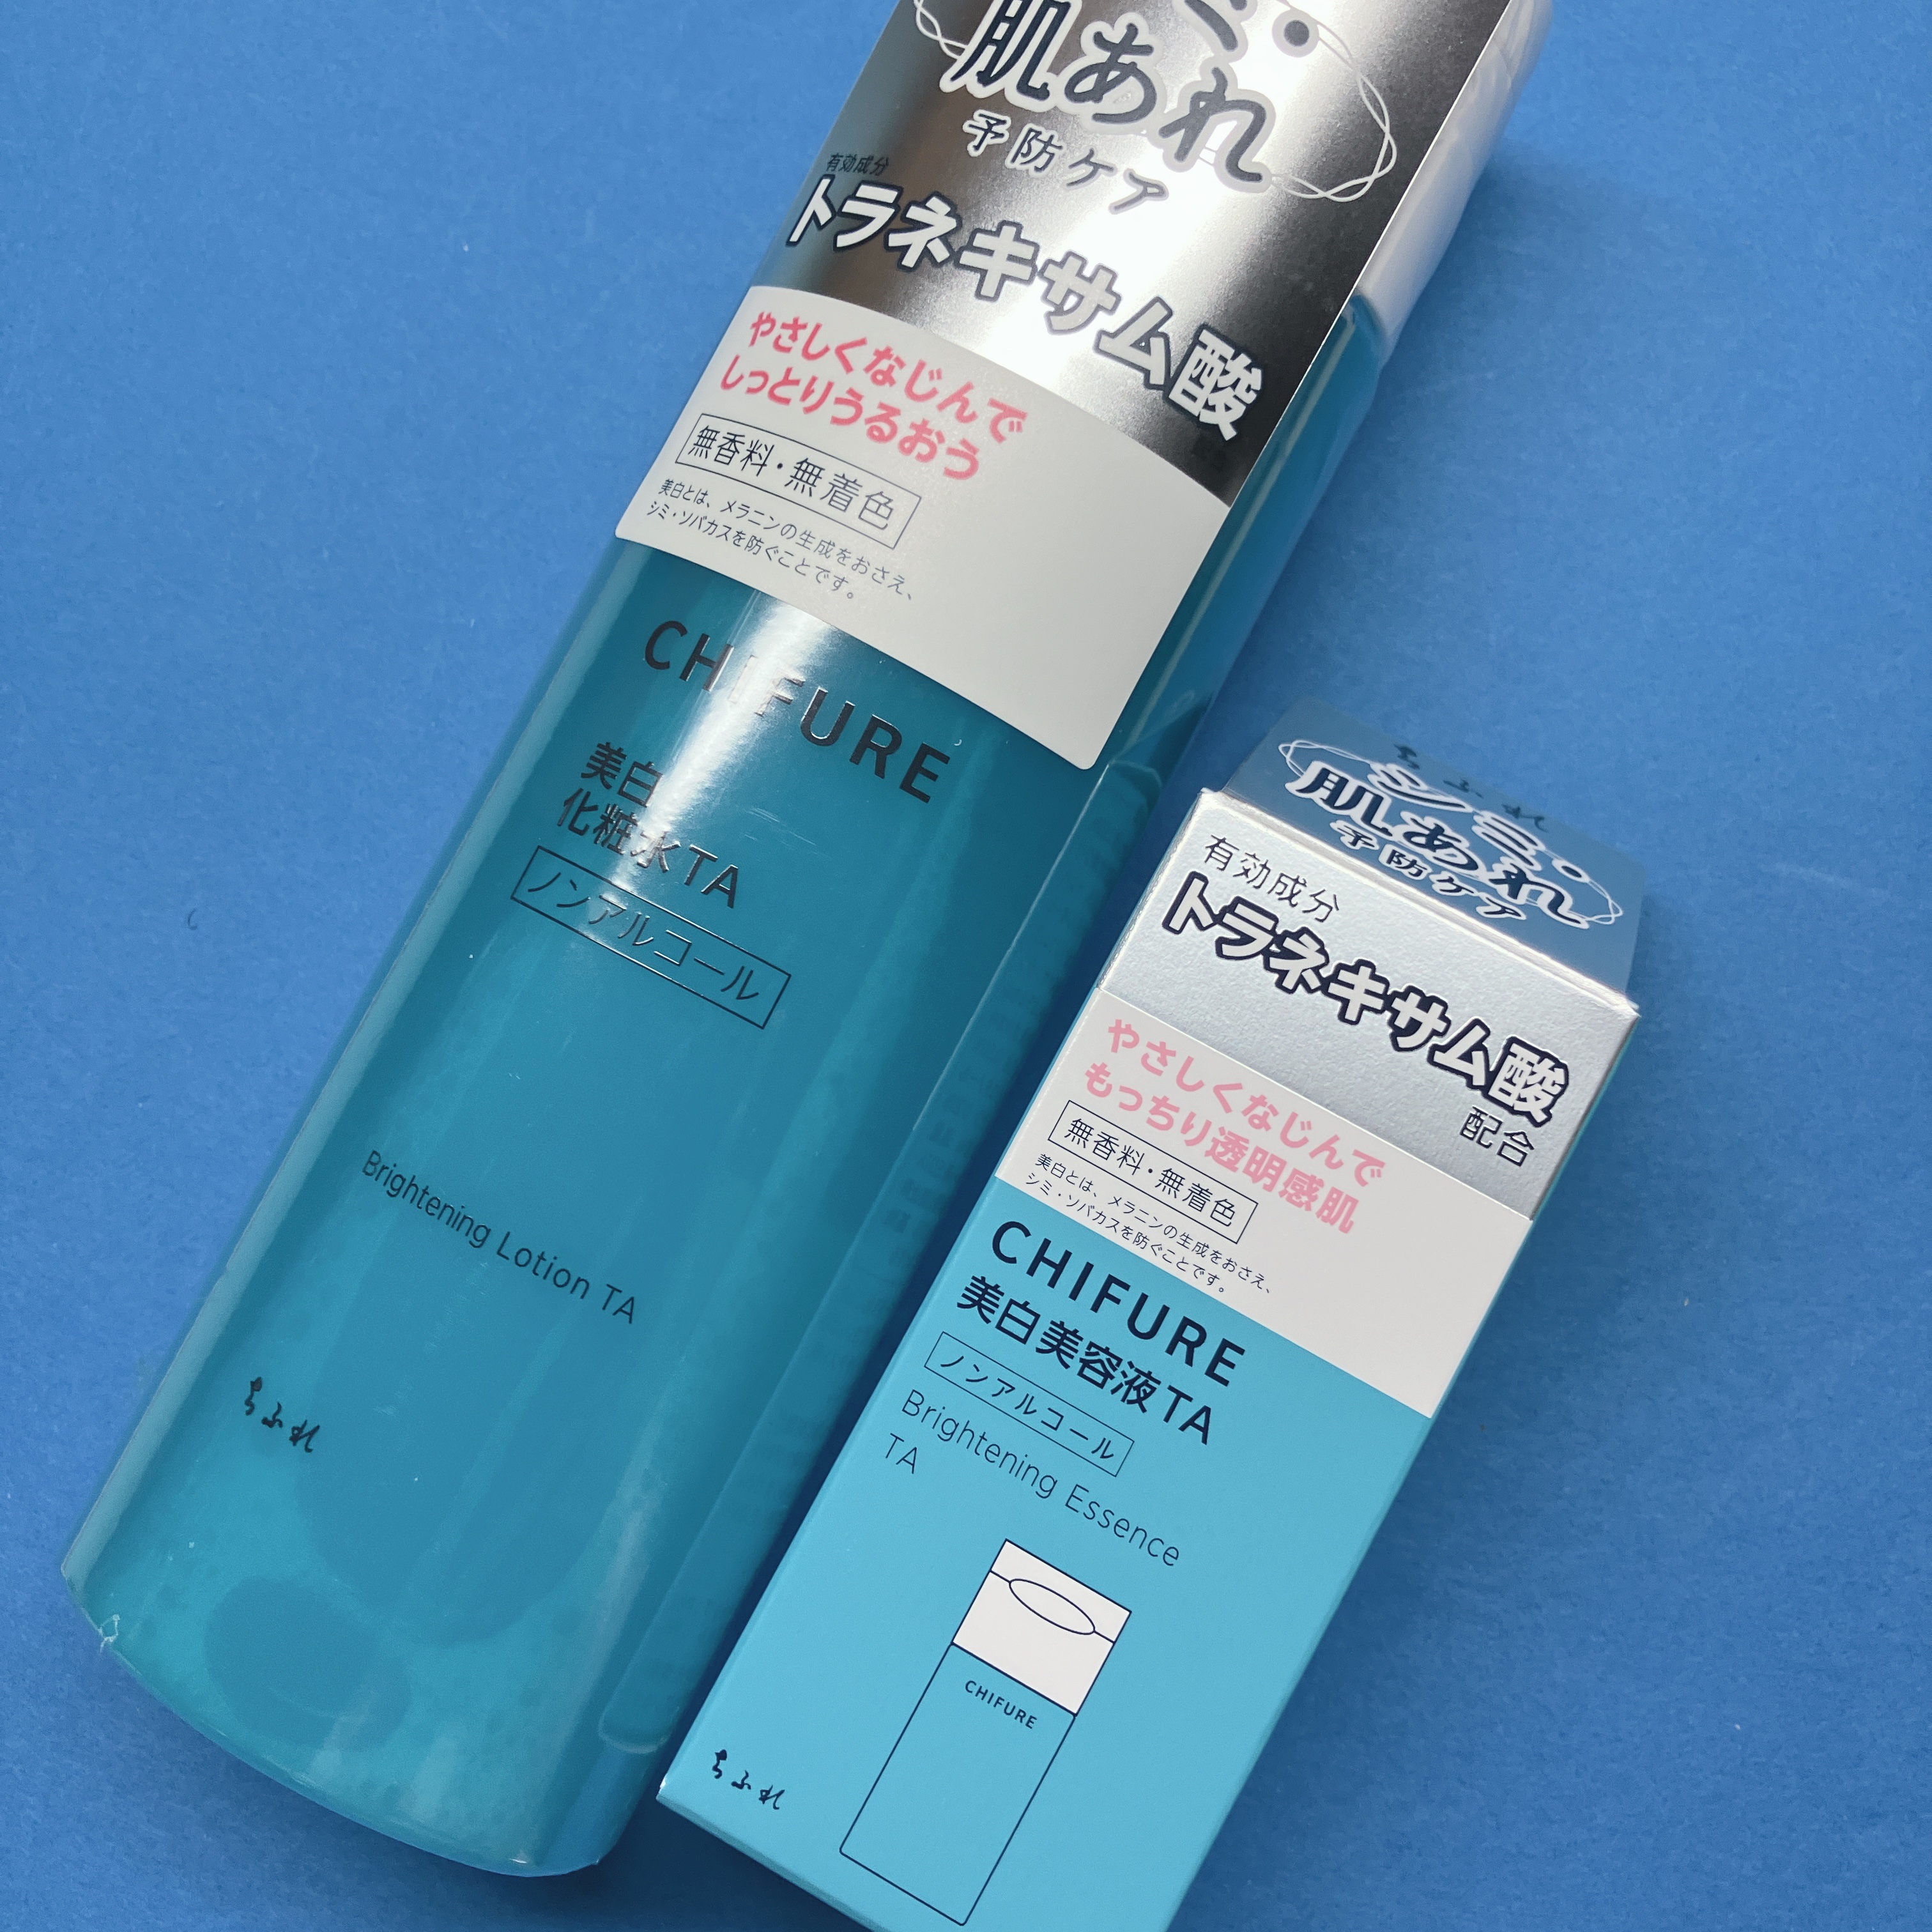 肌あれ
予防ケア
有効成分
トラネキサム酸
やさしくなじんで
しっとりうるおう
無香料・無着色
美白とは、メラニンの生成をおさえ、
シミ・ソバカスを防ぐことです。
CHIFURE
美白
化粧水TA
ノンアルコール
Brightening Lotion TA
ちふれ
ちふれ
シミ・
肌あれ
予防ケア
有効成分
トラネキサム酸
配合
やさしくなじんで
もっちり透明感肌
無香料・無着色
美白とは、メラニンの生成をおさえ、
シミ・ソバカスを防ぐことです。
CHIFURE
美白美容液TA
ノンアルコール
Brightening Essence
TA
CHIFURE
ちふれ